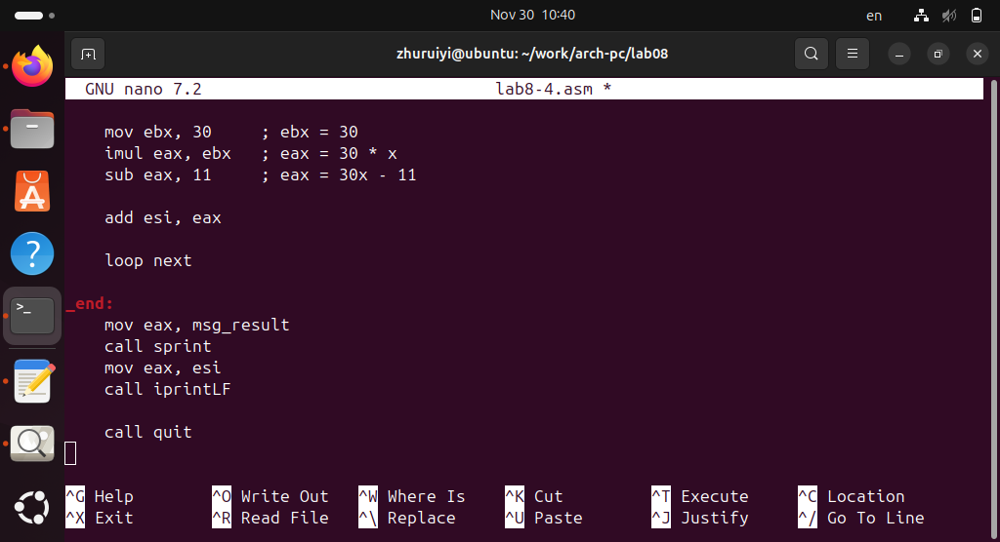 Nov 30 10:40
en
zhuruiyi@ubuntu: ~/work/arch-pc/lab08
GNU nano 7.2 lab8-4.asm *
mov ebx, 30 ; ebx = 30
imul eax, ebx ; eax = 30 * x
sub eax, 11 ; eax = 30x - 11
add esi, eax
loop next
_end:
mov eax, msg_result
call sprint
mov eax, esi
call iprintLF
call quit
^G Help ^O Write Out ^W Where Is ^K Cut ^T Execute ^C Location
^X Exit ^R Read File ^\ Replace ^U Paste ^J Justify ^/ Go To Line